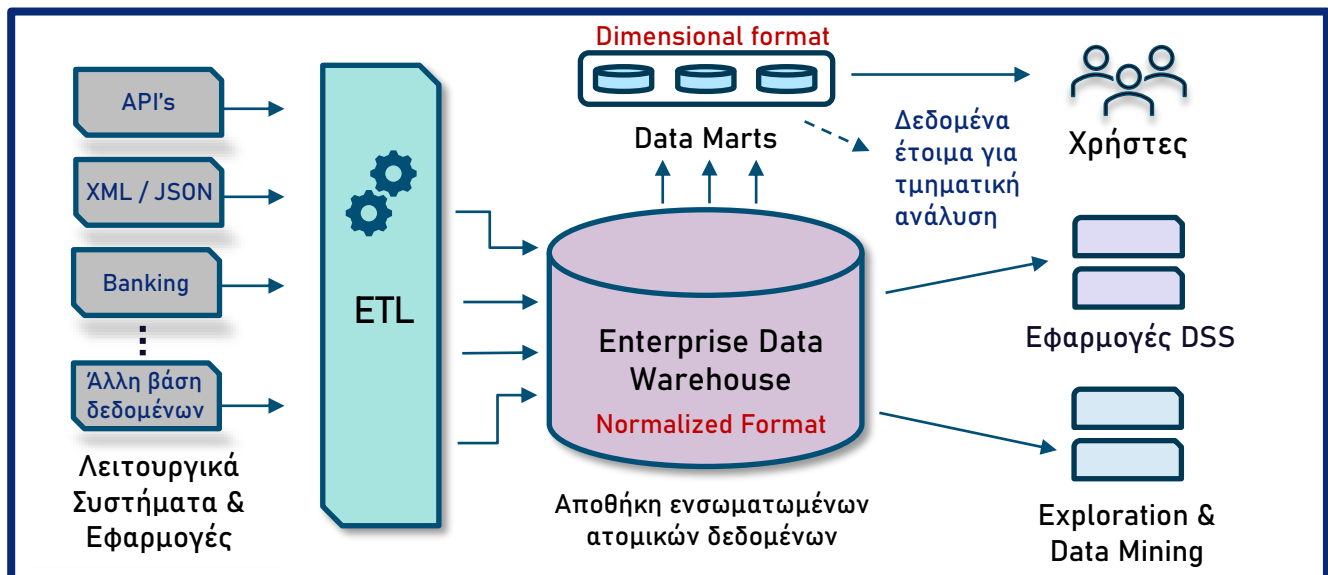 API's
XML / JSON
Banking
Άλλη βάση
δεδομένων
Λειτουργικά
Συστήματα &
Εφαρμογές
ETL
Dimensional format
Data Marts
Δεδομένα
έτοιμα για
τμηματική
ανάλυση
Χρήστες
Enterprise Data
Warehouse
Normalized Format
Αποθήκη ενσωματωμένων
ατομικών δεδομένων
Εφαρμογές DSS
Exploration &
Data Mining